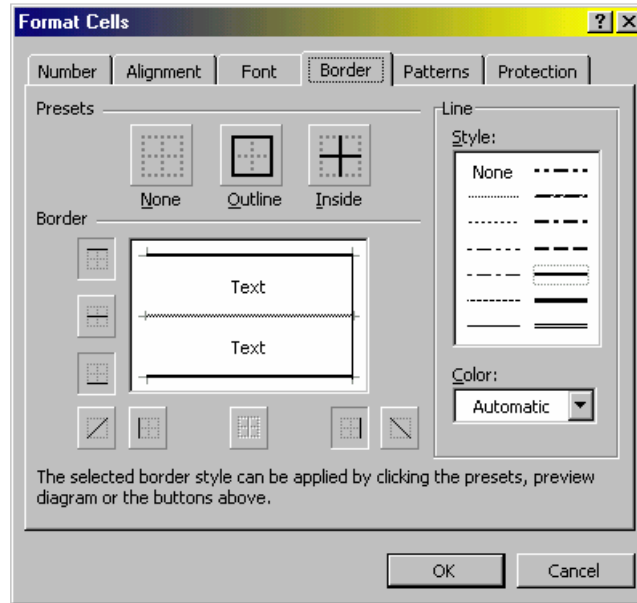 Format Cells
Number Alignment Font Border Patterns Protection
Presets
None Outline Inside
Border
Text
Text
Line
Style:
None
Color:
Automatic
The selected border style can be applied by clicking the presets, preview
diagram or the buttons above.
OK Cancel